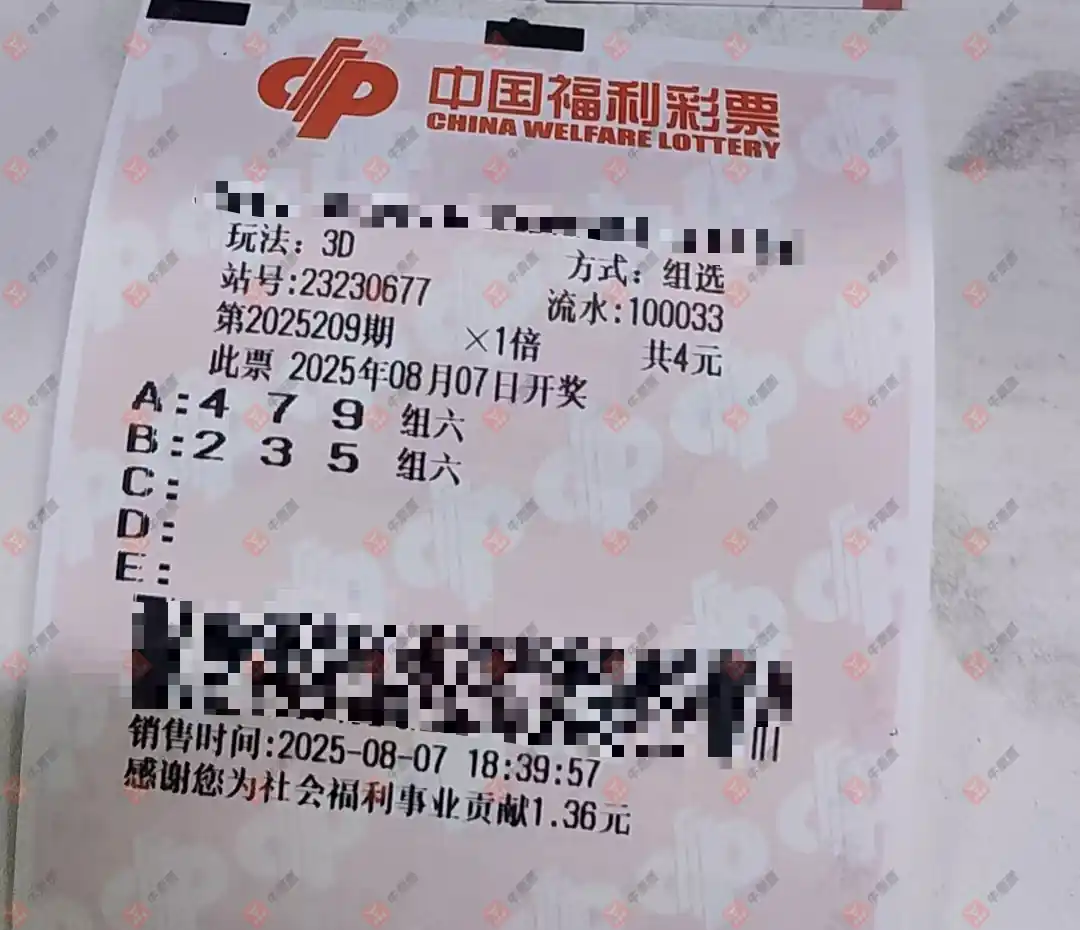 中国福利彩票
CHINA WELFARE LOTTERY
玩法：3D 方式：组选
站号:23230677 流水:100033
第2025209期 ×1倍 共4元
此票 2025年08月07日开奖
A:4 7 9 组六
B:2 3 5 组六
C:
D:
E:
销售时间:2025-08-07 18:39:57
感谢您为社会福利事业贡献1.36元